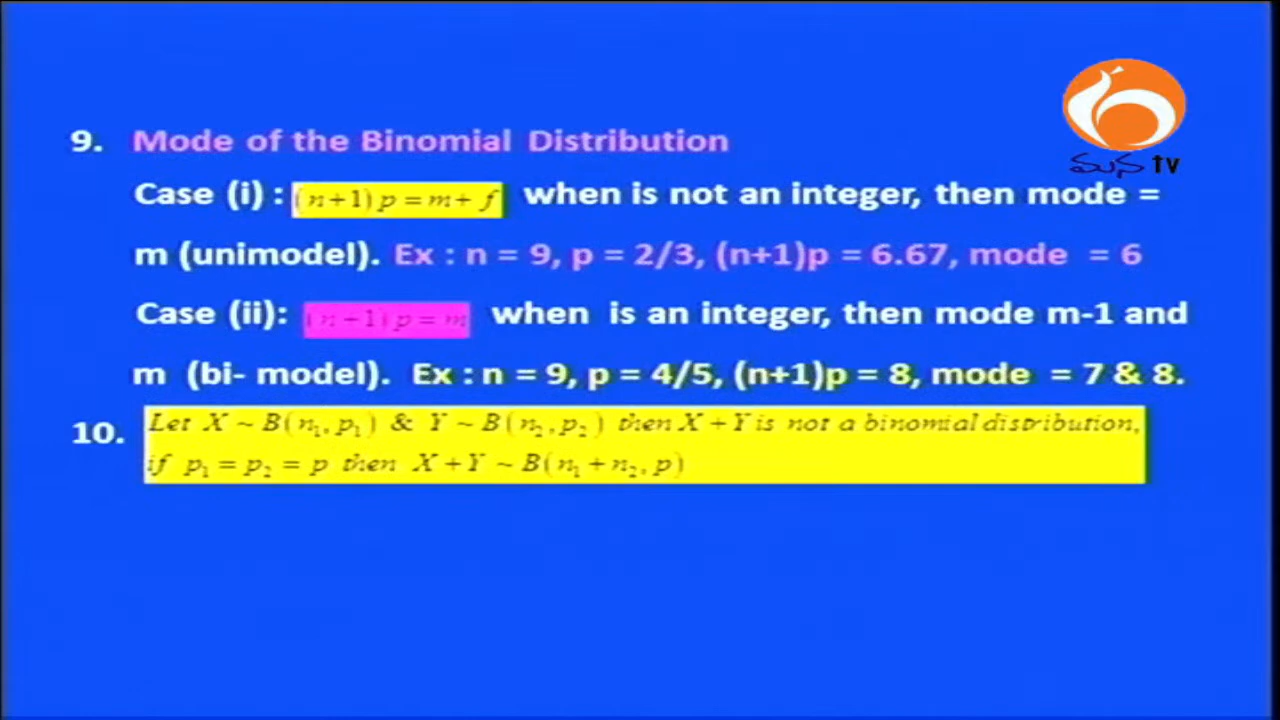 మన TV
9. Mode of the Binomial Distribution
Case (i) : (n+1) p = m + f when is not an integer, then mode =
m (unimodel). Ex : n = 9, p = 2/3, (n+1)p = 6.67, mode = 6
Case (ii): (n+1) p = m when is an integer, then mode m-1 and
m (bi- model). Ex : n = 9, p = 4/5, (n+1)p = 8, mode = 7 & 8.
10. Let X ~ B(n₁, p₁) & Y ~ B(n₂, p₂) then X + Y is not a binomial distribution,
if p₁ = p₂ = p then X + Y ~ B(n₁ + n₂, p)